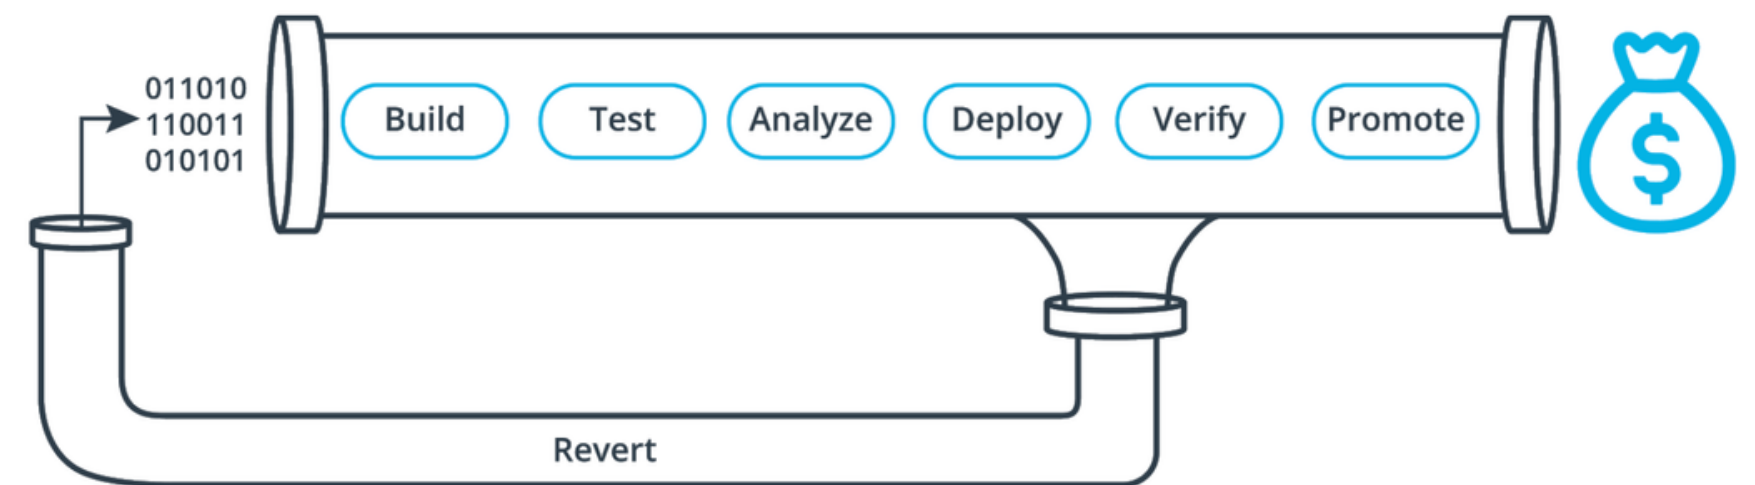 011010
110011
010101
Build Test Analyze Deploy Verify Promote
$
Revert